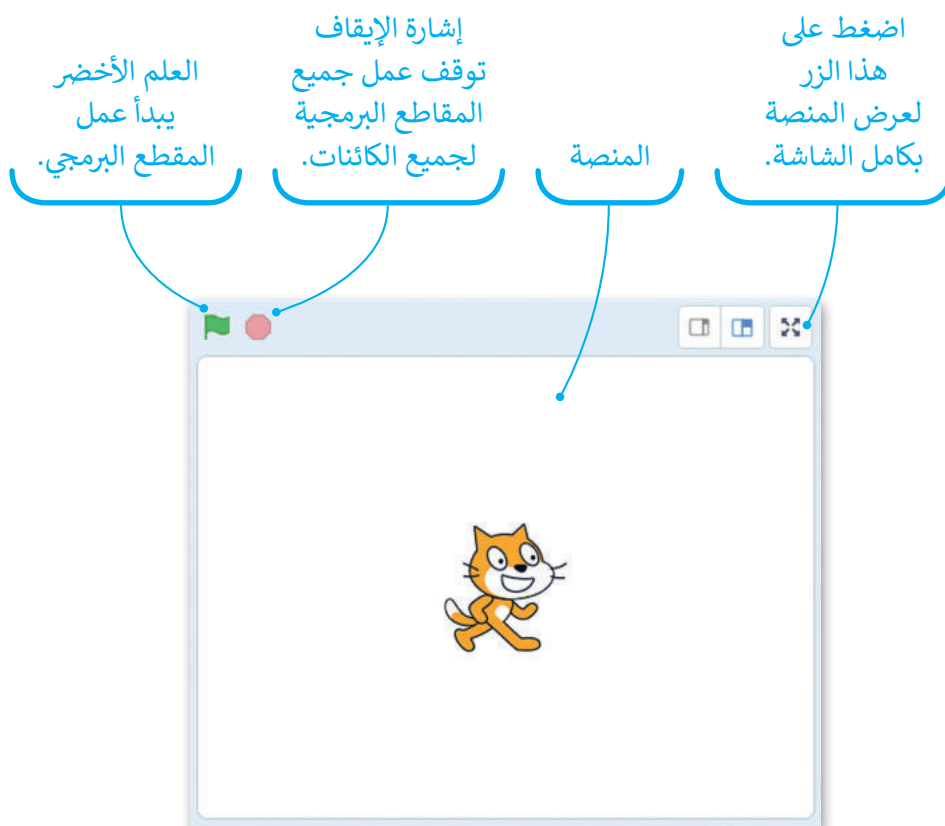 اضغط على
هذا الزر
لعرض المنصة
بكامل الشاشة.
المنصة
إشارة الإيقاف
توقف عمل جميع
المقاطع البرمجية
لجميع الكائنات.
العلم الأخضر
يبدأ عمل
المقطع البرمجي.